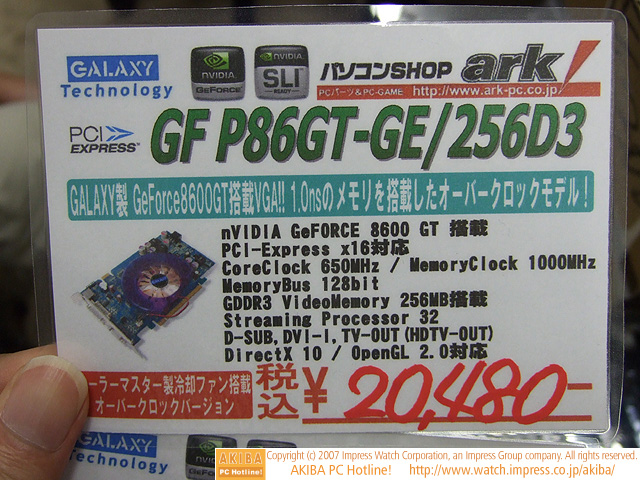 GALAXY
Technology
nVIDIA
GeFORCE
nVIDIA
SLI
READY
パソコンSHOP ark!
PCパーツ&PC-GAME http://www.ark-pc.co.jp/
PCI
EXPRESS
GF P86GT-GE/256D3
GALAXY製 GeForce8600GT搭載VGA!! 1.0nsのメモリを搭載したオーバークロックモデル!
nVIDIA GeFORCE 8600 GT 搭載
PCI-Express x16対応
CoreClock 650MHz / MemoryClock 1000MHz
MemoryBus 128bit
GDDR3 VideoMemory 256MB搭載
Streaming Processor 32
D-SUB,DVI-I,TV-OUT(HDTV-OUT)
DirectX 10 / OpenGL 2.0対応
ーラーマスター製冷却ファン搭載
オーバークロックバージョン
税込 ¥20,480-
GALAXY
echnology
AKIBA
PC Hotline!
Copyright (c) 2007 Impress Watch Corporation, an Impress Group company. All rights reserved.
AKIBA PC Hotline! http://www.watch.impress.co.jp/akiba/